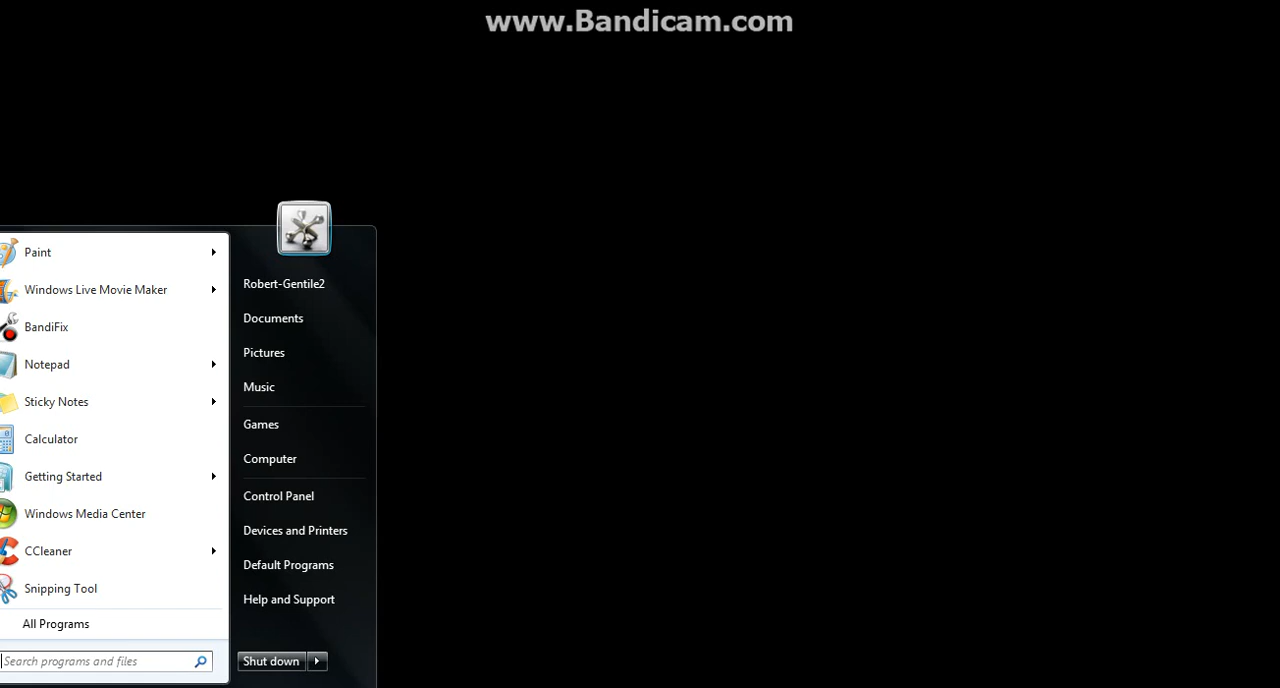 www.Bandicam.com
Paint
Windows Live Movie Maker
BandiFix
Notepad
Sticky Notes
Calculator
Getting Started
Windows Media Center
CCleaner
Snipping Tool
All Programs
Search programs and files
Robert-Gentile2
Documents
Pictures
Music
Games
Computer
Control Panel
Devices and Printers
Default Programs
Help and Support
Shut down